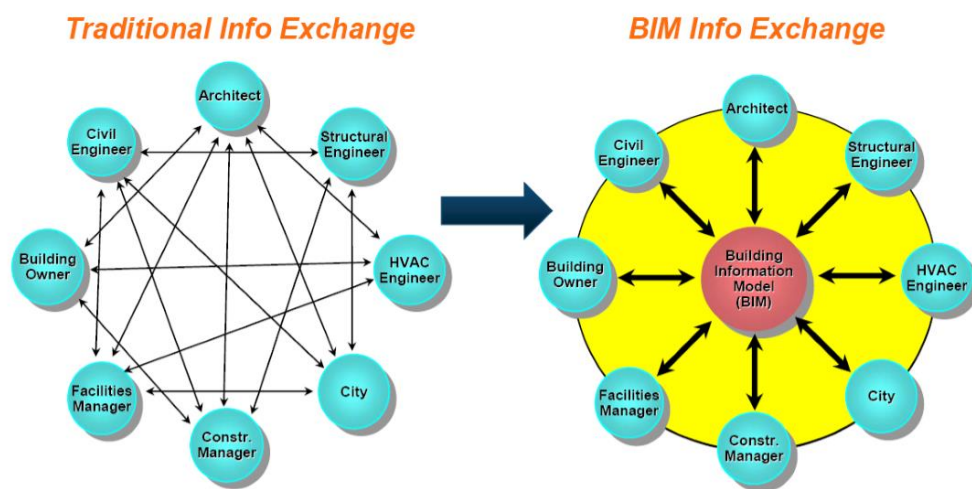 Traditional Info Exchange
Architect
Civil
Engineer
Structural
Engineer
Building
Owner
HVAC
Engineer
Facilities
Manager
City
Constr.
Manager
BIM Info Exchange
Architect
Civil
Engineer
Structural
Engineer
Building
Owner
Building
Information
Model
(BIM)
HVAC
Engineer
Facilities
Manager
City
Constr.
Manager